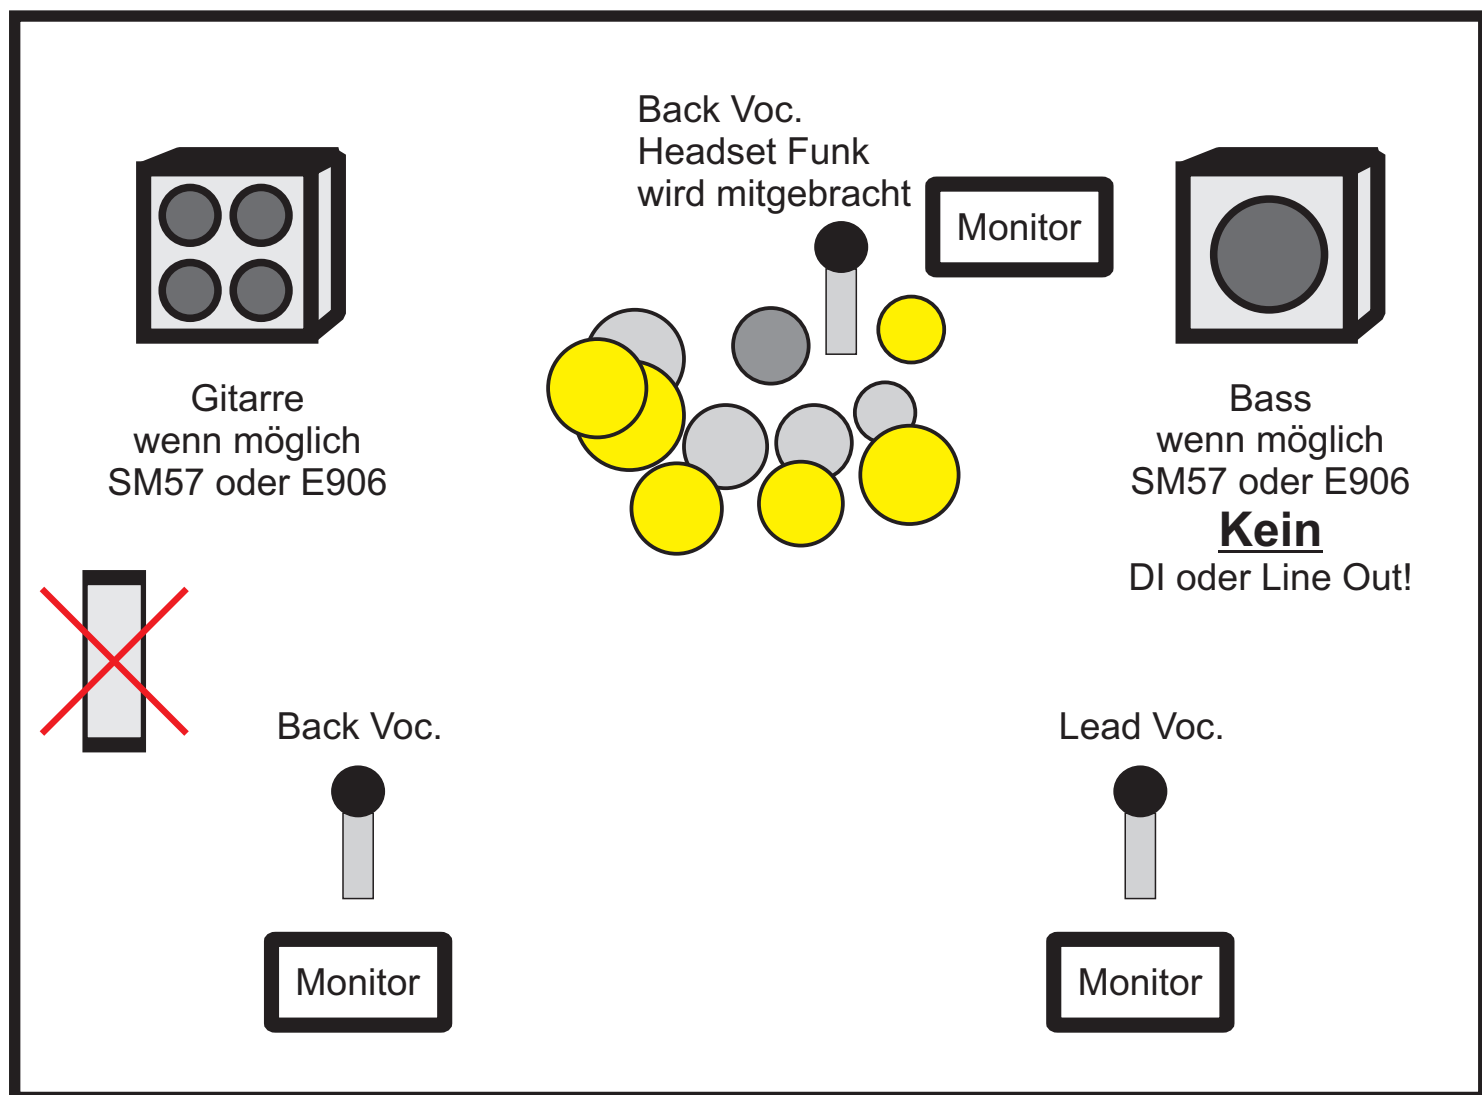 Back Voc.
Headset Funk
wird mitgebracht
Monitor
Gitarre
wenn möglich
SM57 oder E906
Bass
wenn möglich
SM57 oder E906
Kein
DI oder Line Out!
Back Voc.
Lead Voc.
Monitor
Monitor